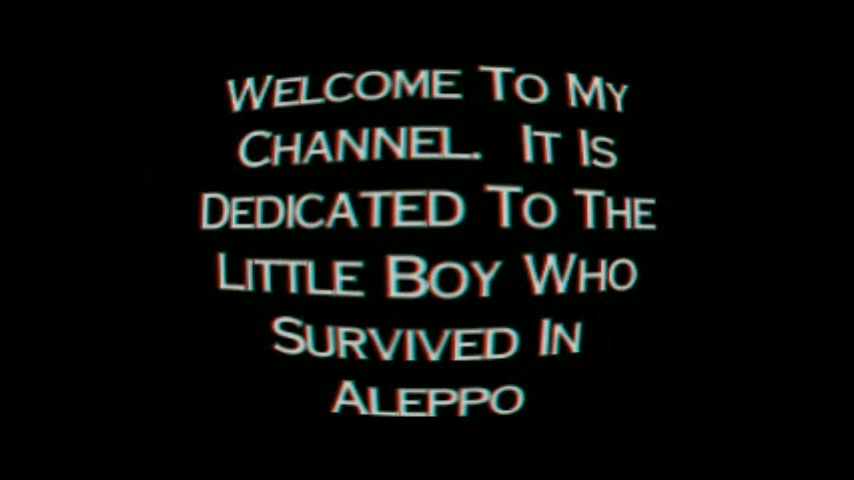 Welcome To My
Channel. It Is
Dedicated To The
Little Boy Who
Survived In
Aleppo